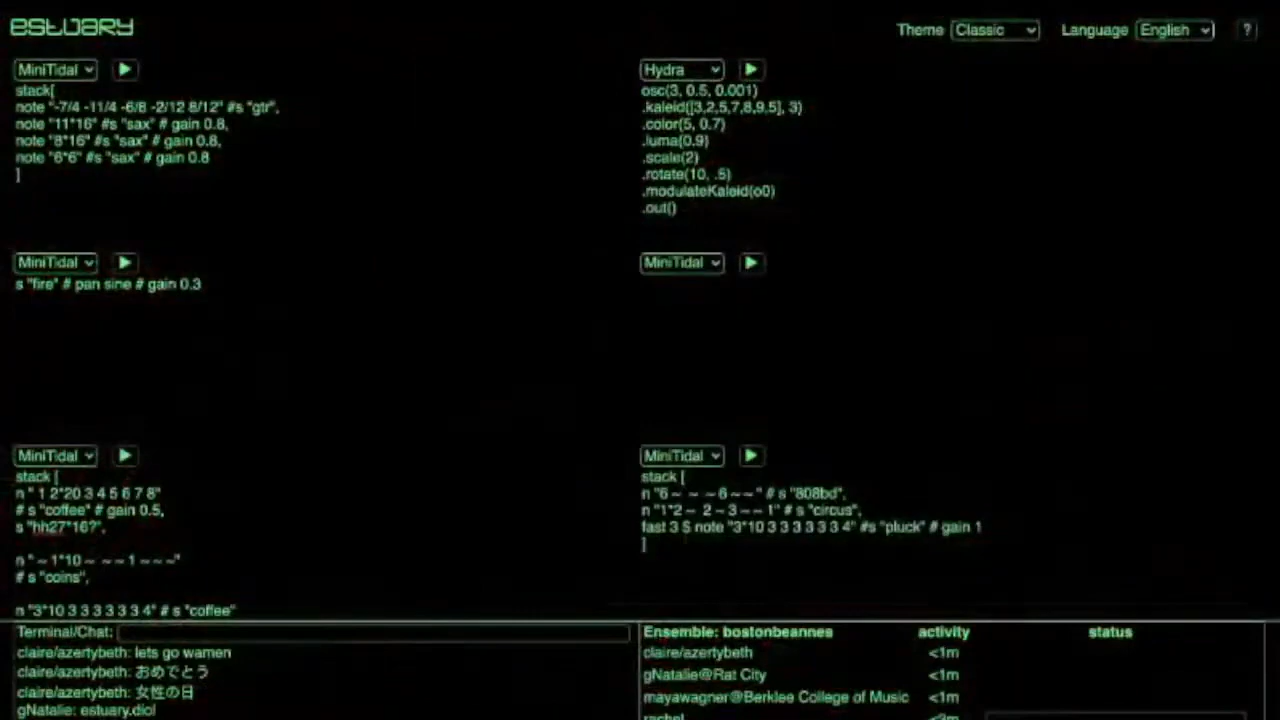 estuary
Theme Classic Language English ?
MiniTidal
stack[
note "-7/4 -11/4 -6/8 -2/12 8/12" #s "gtr",
note "11*16" #s "sax" # gain 0.8,
note "8*16" #s "sax" # gain 0.8,
note "6*6" #s "sax" # gain 0.8
]
Hydra
osc(3, 0.5, 0.001)
.kaleid([3,2,5,7,8,9.5], 3)
.color(5, 0.7)
.luma(0.9)
.scale(2)
.rotate(10, .5)
.modulateKaleid(o0)
.out()
MiniTidal
s "fire" # pan sine # gain 0.3
MiniTidal
MiniTidal
stack [
n " 1 2*20 3 4 5 6 7 8"
# s "coffee" # gain 0.5,
s "hh27*16?",
n " ~ 1*10 ~ ~ ~ 1 ~ ~ ~"
# s "coins",
n "3*10 3 3 3 3 3 3 4" # s "coffee"
MiniTidal
stack [
n "6 ~ ~ ~ 6 ~ ~" # s "808bd",
n "1*2 ~ 2 ~ 3 ~ ~ 1" # s "circus",
fast 3 $ note "3*10 3 3 3 3 3 3 4" #s "pluck" # gain 1
]
Terminal/Chat:
claire/azertybeth: lets go wamen
claire/azertybeth: おめでとう
claire/azertybeth: 女性の日
gNatalie: estuary.diol
Ensemble: bostonbeannes activity status
claire/azertybeth <1m
gNatalie@Rat City <1m
mayawagner@Berklee College of Music <1m
rachel